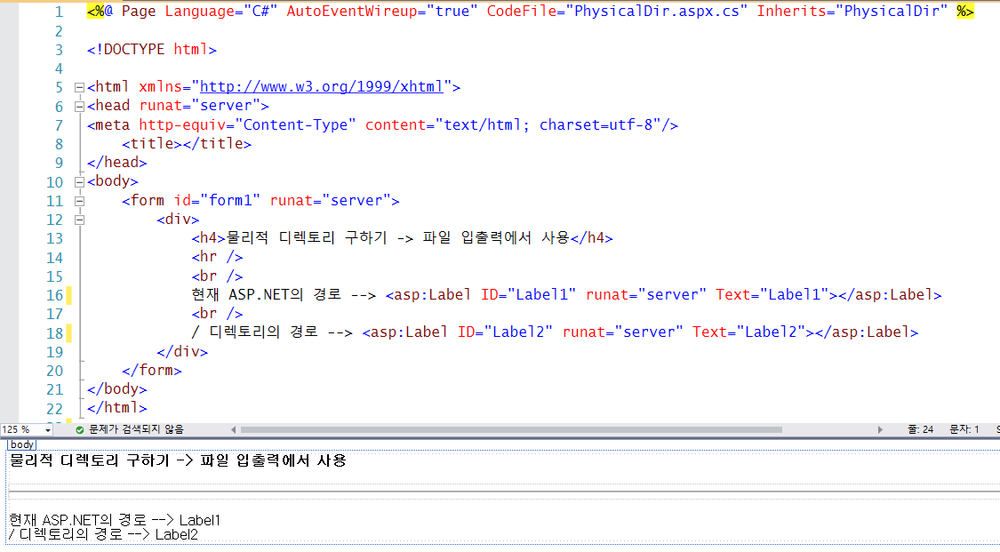 1 <%@ Page Language="C#" AutoEventWireup="true" CodeFile="PhysicalDir.aspx.cs" Inherits="PhysicalDir" %>
2
3 <!DOCTYPE html>
4
5 <html xmlns="http://www.w3.org/1999/xhtml">
6 <head runat="server">
7 <meta http-equiv="Content-Type" content="text/html; charset=utf-8"/>
8     <title></title>
9 </head>
10 <body>
11     <form id="form1" runat="server">
12         <div>
13             <h4>물리적 디렉토리 구하기 -> 파일 입출력에서 사용</h4>
14             <hr />
15             <br />
16             현재 ASP.NET의 경로 --> <asp:Label ID="Label1" runat="server" Text="Label1"></asp:Label>
17             <br />
18             / 디렉토리의 경로 --> <asp:Label ID="Label2" runat="server" Text="Label2"></asp:Label>
19         </div>
20     </form>
21 </body>
22 </html>
125 % 문제가 검색되지 않음 줄: 24 문자: 1
body
물리적 디렉토리 구하기 -> 파일 입출력에서 사용
현재 ASP.NET의 경로 --> Label1
/ 디렉토리의 경로 --> Label2